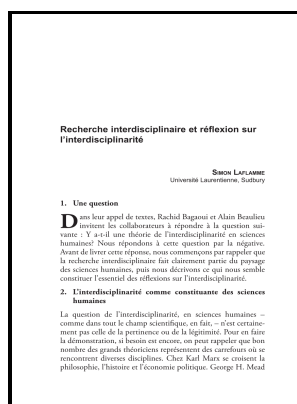 Recherche interdisciplinaire et réflexion sur
l'interdisciplinarité
Simon Laflamme
Université Laurentienne, Sudbury
1. Une question
Dans leur appel de textes, Rachid Bagaoui et Alain Beaulieu
invitent les collaborateurs à répondre à la question sui-
vante : Y a-t-il une théorie de l'interdisciplinarité en sciences
humaines? Nous répondons à cette question par la négative.
Avant de livrer cette réponse, nous commençons par rappeler que
la recherche interdisciplinaire fait clairement partie du paysage
des sciences humaines, puis nous décrivons ce qui nous semble
constituer l'essentiel des réflexions sur l'interdisciplinarité.
2. L'interdisciplinarité comme constituante des sciences
humaines
La question de l'interdisciplinarité, en sciences humaines –
comme dans tout le champ scientifique, en fait, – n'est certaine-
ment pas celle de la pertinence ou de la légitimité. Pour en faire
la démonstration, si besoin est encore, on peut rappeler que bon
nombre des grands théoriciens représentent des carrefours où se
rencontrent diverses disciplines. Chez Karl Marx se croisent la
philosophie, l'histoire et l'économie politique. George H. Mead